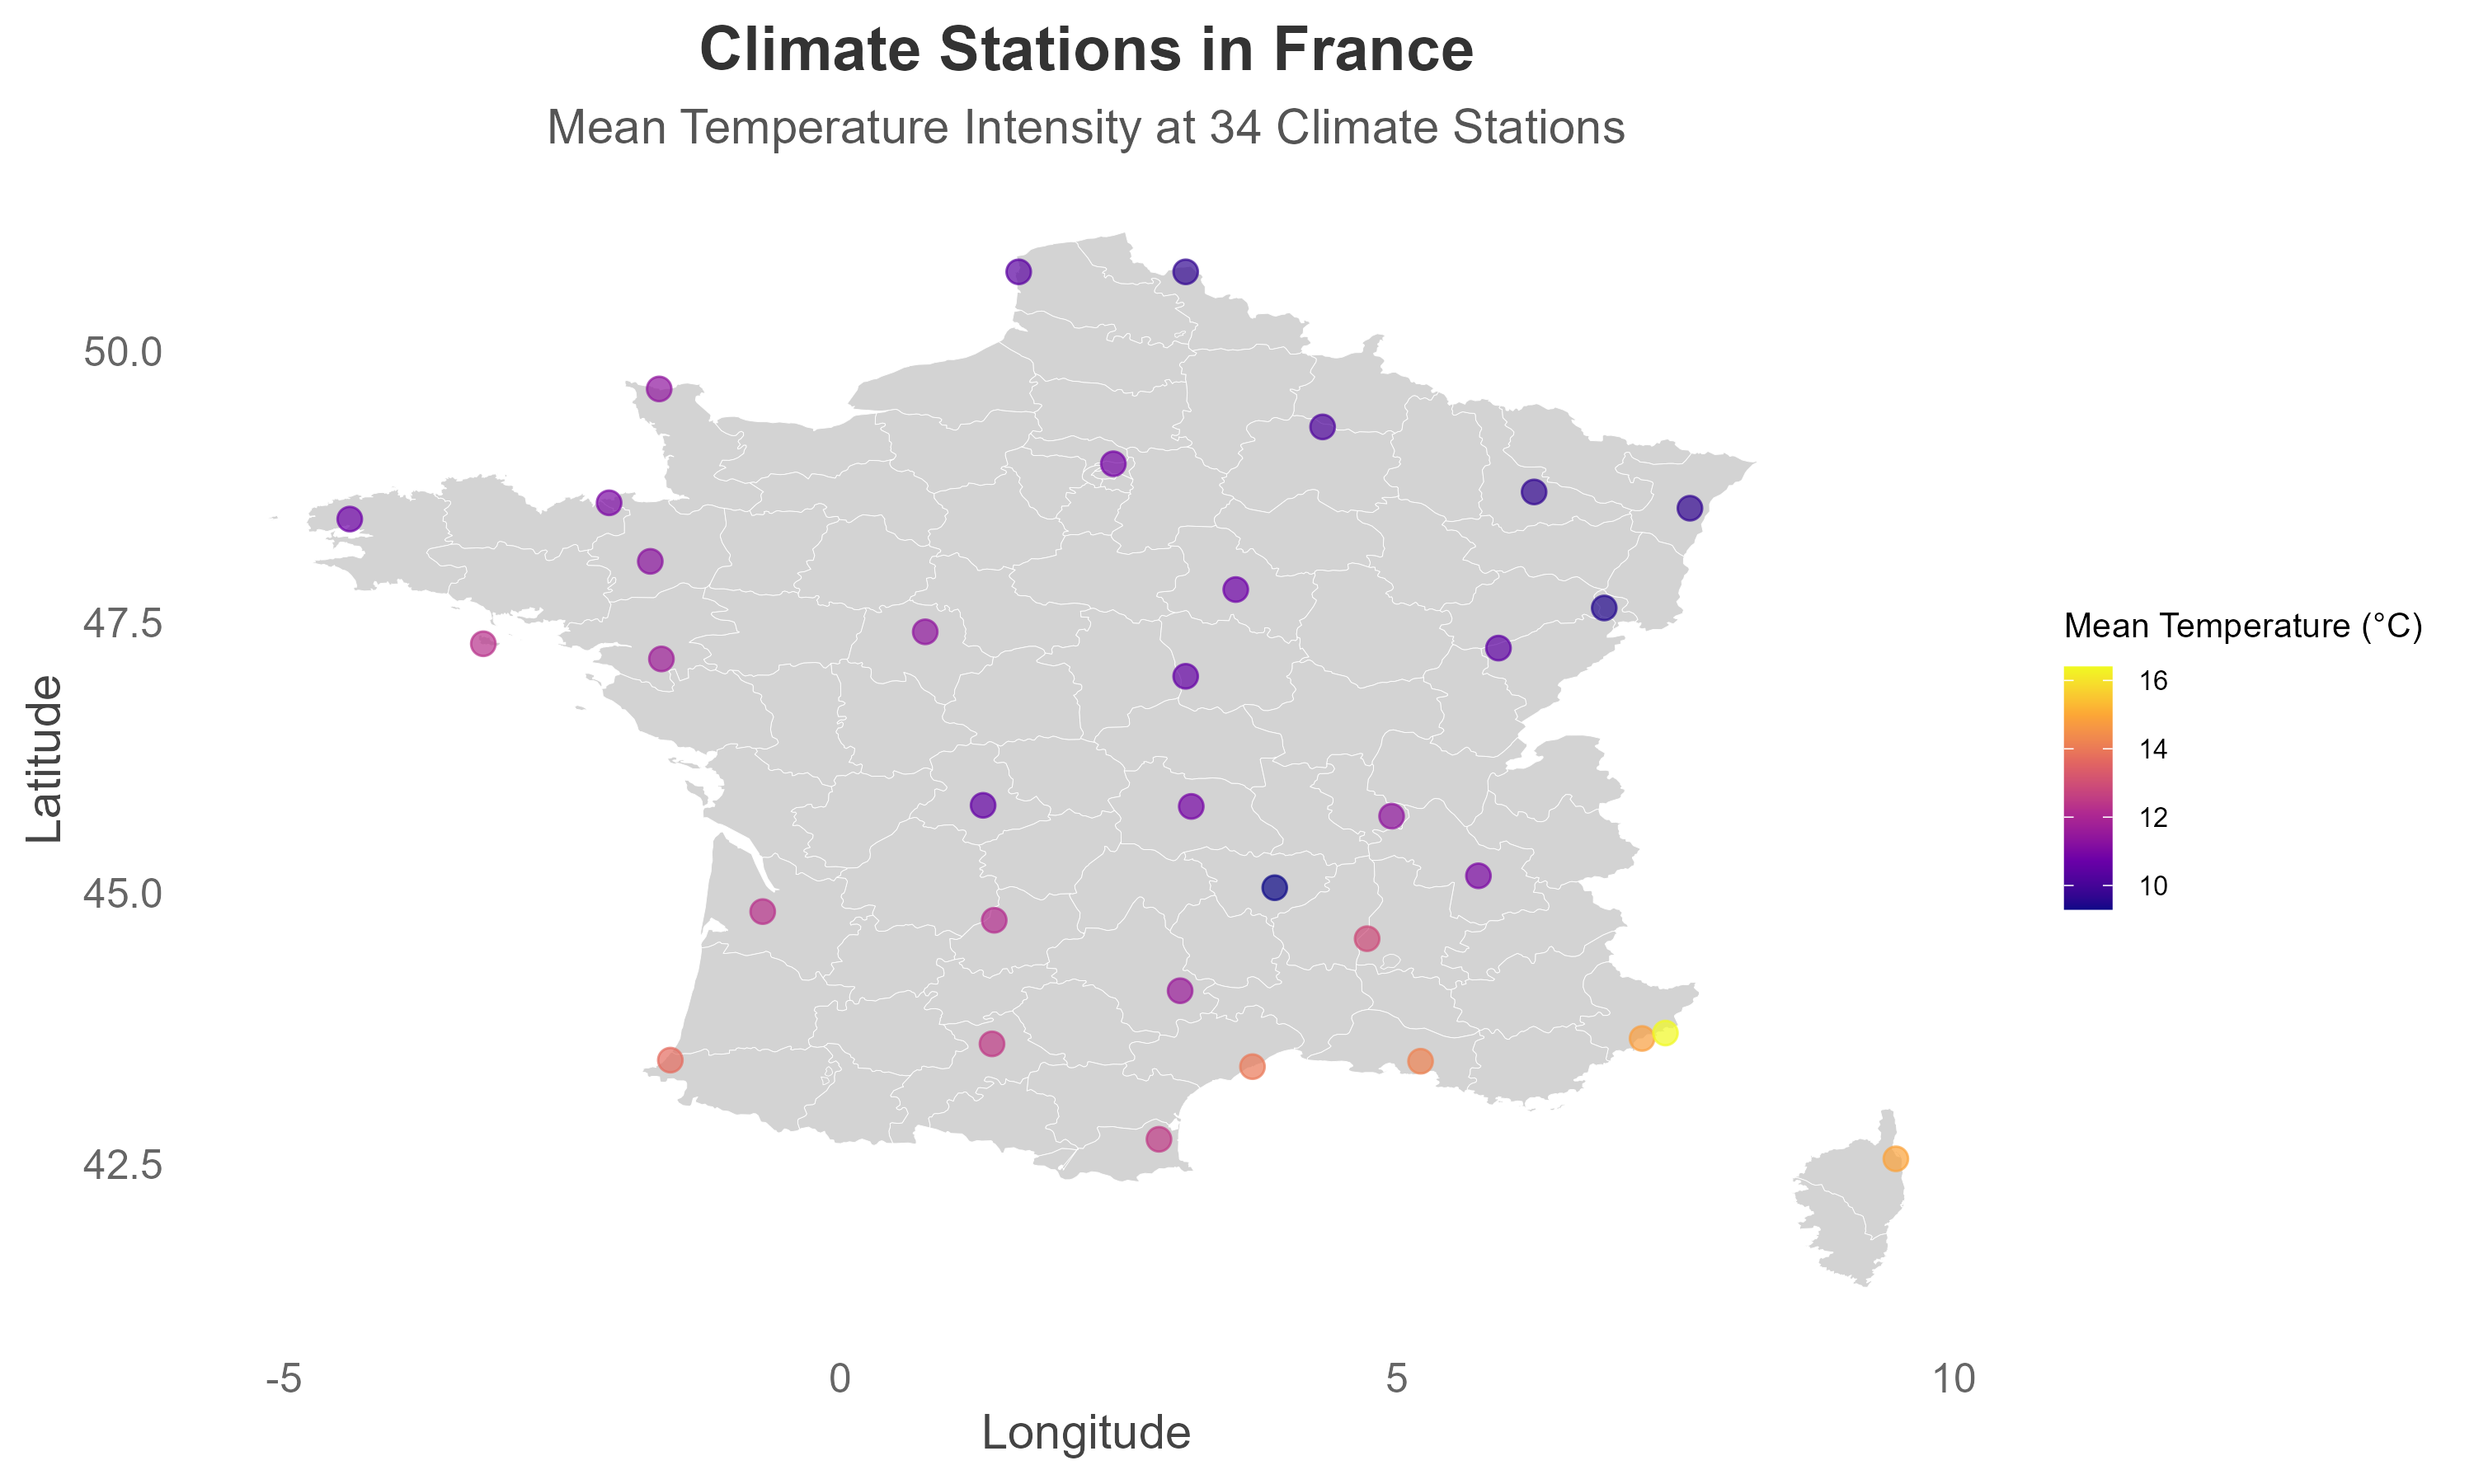 Climate Stations in France
Mean Temperature Intensity at 34 Climate Stations
50.0
47.5
45.0
42.5
Latitude
-5
0
5
10
Longitude
Mean Temperature (°C)
16
14
12
10